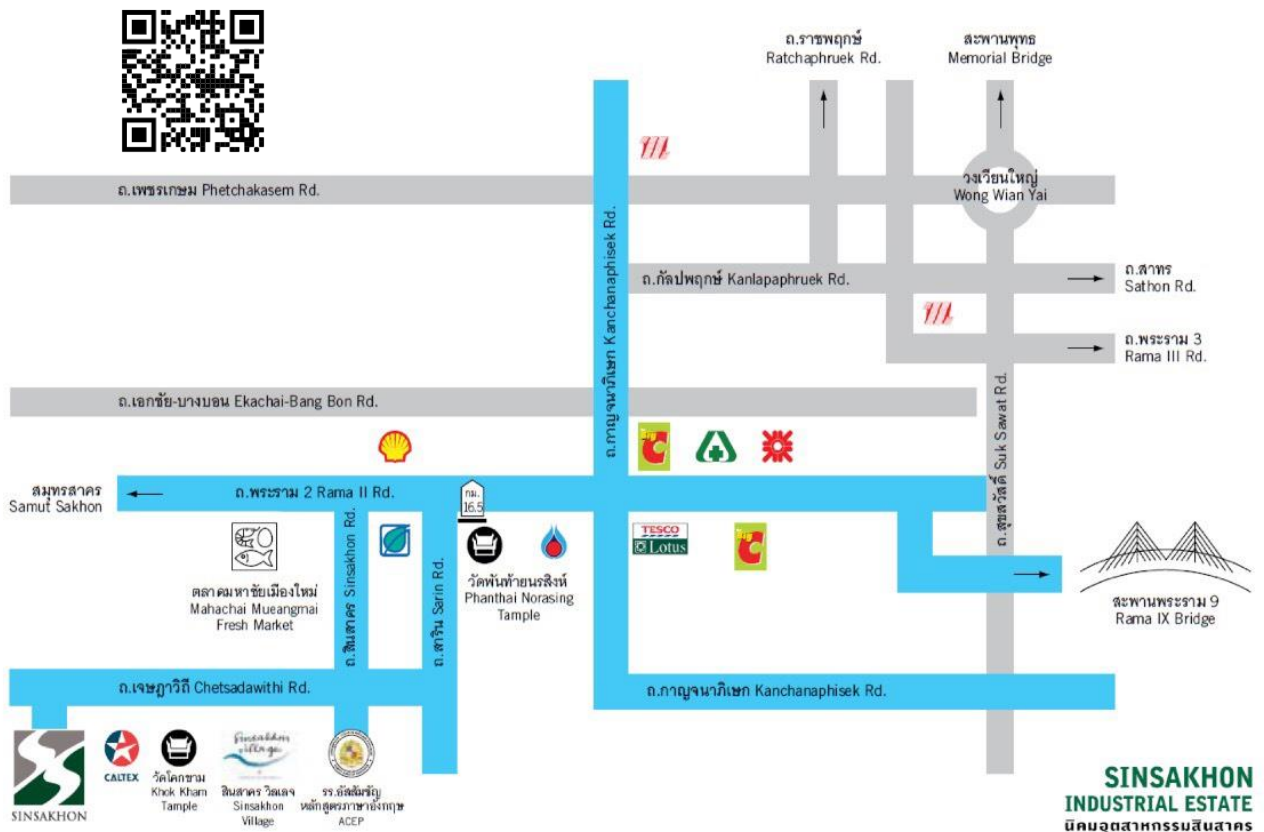 ถ.ราชพฤกษ์
Ratchaphruek Rd.
สะพานพุทธ
Memorial Bridge
ถ.เพชรเกษม Phetchakasem Rd.
วงเวียนใหญ่
Wong Wian Yai
ถ.กาญจนาภิเษก Kanchanaphisek Rd.
ถ.กัลปพฤกษ์ Kanlapaphruek Rd.
ถ.สาทร
Sathon Rd.
ถ.พระราม 3
Rama III Rd.
ถ.เอกชัย-บางบอน Ekachai-Bang Bon Rd.
ถ.สุขสวัสดิ์ Suk Sawat Rd.
สมุทรสาคร
Samut Sakhon
ถ.พระราม 2 Rama II Rd.
กม.
16.5
TESCO
Lotus
ตลาดมหาชัยเมืองใหม่
Mahachai Mueangmai
Fresh Market
ถ.สินสาคร Sinsakhon Rd.
ถ.สาริน Sarin Rd.
วัดพันท้ายนรสิงห์
Phanthai Norasing
Tample
สะพานพระราม 9
Rama IX Bridge
ถ.เจษฎาวิถี Chetsadawithi Rd.
ถ.กาญจนาภิเษก Kanchanaphisek Rd.
SINSAKHON
CALTEX
วัดโคกขาม
Khok Kham
Tample
Sinsakhon
village
สินสาคร วิลเลจ
Sinsakhon
Village
รร.อัสสัมชัญ
หลักสูตรภาษาอังกฤษ
ACEP
SINSAKHON
INDUSTRIAL ESTATE
นิคมอุตสาหกรรมสินสาคร